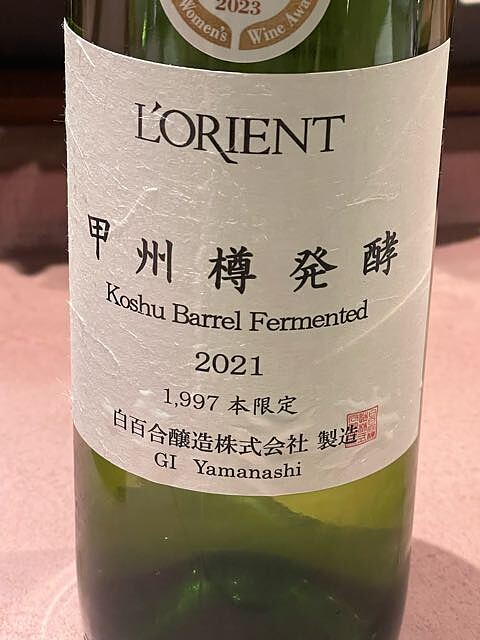 2023
Women's Wine Awa
L'ORIENT
甲州樽発酵
Koshu Barrel Fermented
2021
1,997 本限定
白百合醸造株式会社 製造
GI Yamanashi